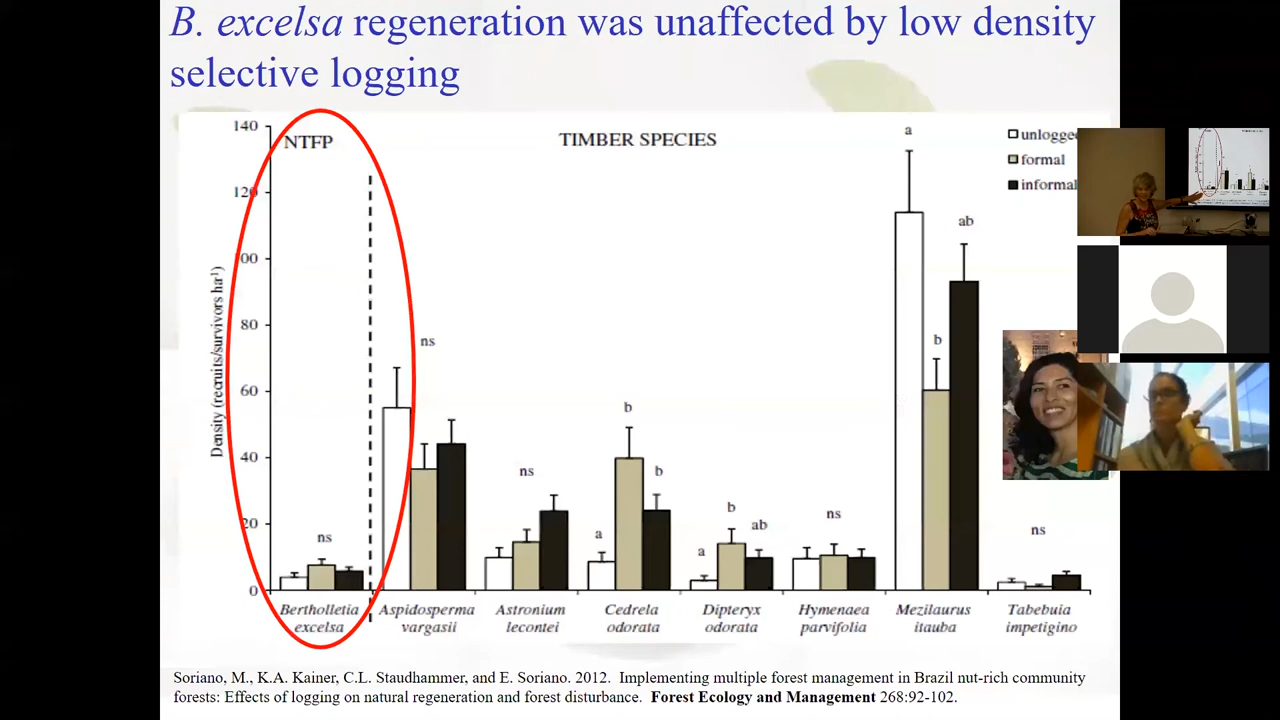 B. excelsa regeneration was unaffected by low density
selective logging
140
120
100
80
60
40
20
0
Density (recruits/survivors ha¹)
NTFP
TIMBER SPECIES
unlogged
formal
informal
ns
ns
ns
a
b
b
a
b
ab
ns
a
b
ab
ns
Bertholletia
excelsa
Aspidosperma
vargasii
Astronium
lecontei
Cedrela
odorata
Dipteryx
odorata
Hymenaea
parvifolia
Mezilaurus
itauba
Tabebuia
impetigino
Soriano, M., K.A. Kainer, C.L. Staudhammer, and E. Soriano. 2012. Implementing multiple forest management in Brazil nut-rich community
forests: Effects of logging on natural regeneration and forest disturbance. Forest Ecology and Management 268:92-102.